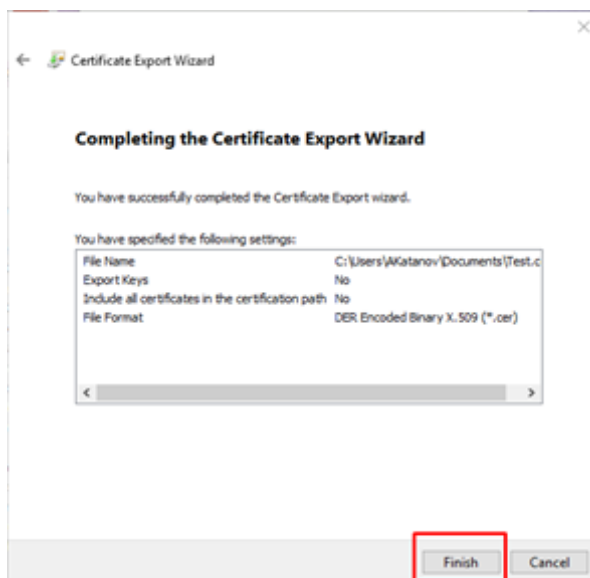 Certificate Export Wizard
Completing the Certificate Export Wizard
You have successfully completed the Certificate Export wizard.
You have specified the following settings:
File Name C:\Users\AKatanov\Documents\Test.c
Export Keys No
Include all certificates in the certification path No
File Format DER Encoded Binary X.509 (*.cer)
Finish Cancel